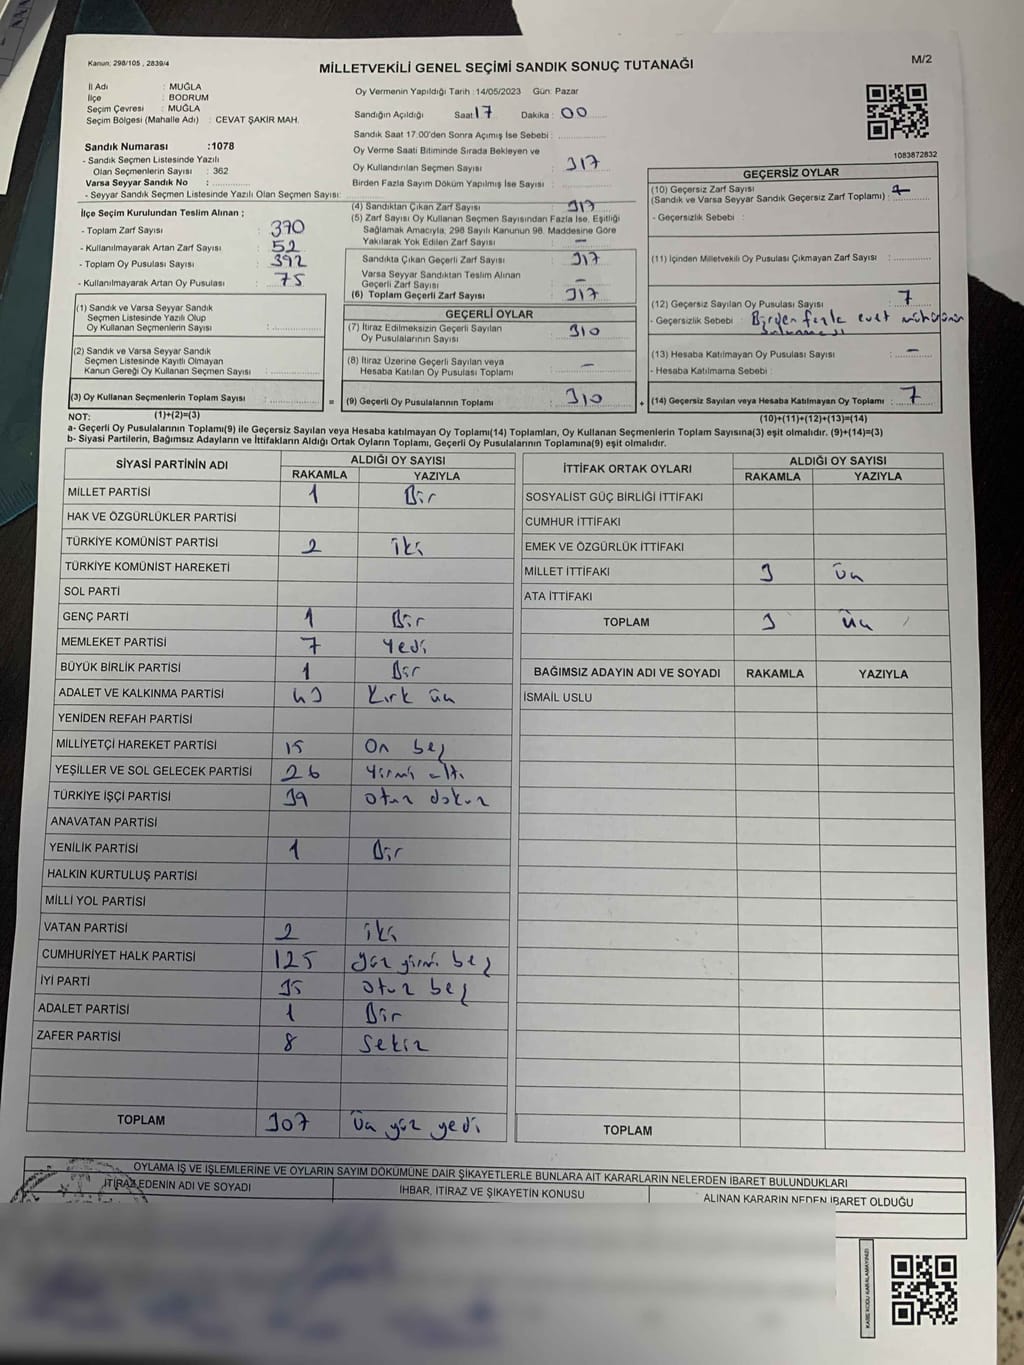 Kanun: 298/105 , 2839/4
M/2
MİLLETVEKİLİ GENEL SEÇİMİ SANDIK SONUÇ TUTANAĞI
İl Adı : MUĞLA
İlçe : BODRUM
Seçim Çevresi : MUĞLA
Seçim Bölgesi (Mahalle Adı) : CEVAT ŞAKİR MAH.
Oy Vermenin Yapıldığı Tarih : 14/05/2023 Gün: Pazar
Sandığın Açıldığı Saat 17 Dakika : 00
Sandık Saat 17:00'den Sonra Açımış İse Sebebi :
Oy Verme Saati Bitiminde Sırada Bekleyen ve
Oy Kullandırılan Seçmen Sayısı : 317
Birden Fazla Sayım Döküm Yapılmış İse Sayısı :
Sandık Numarası :1078
- Sandık Seçmen Listesinde Yazılı
Olan Seçmenlerin Sayısı : 362
Varsa Seyyar Sandık No :
- Seyyar Sandık Seçmen Listesinde Yazılı Olan Seçmen Sayısı:
1083872832
İlçe Seçim Kurulundan Teslim Alınan ;
- Toplam Zarf Sayısı : 370
- Kullanılmayarak Artan Zarf Sayısı : 52
- Toplam Oy Pusulası Sayısı : 392
- Kullanılmayarak Artan Oy Pusulası : 75
(1) Sandık ve Varsa Seyyar Sandık
Seçmen Listesinde Yazılı Olup
Oy Kullanan Seçmenlerin Sayısı :
(2) Sandık ve Varsa Seyyar Sandık
Seçmen Listesinde Kayıtlı Olmayan
Kanun Gereği Oy Kullanan Seçmen Sayısı :
(3) Oy Kullanan Seçmenlerin Toplam Sayısı : =
(4) Sandıktan Çıkan Zarf Sayısı : 317
(5) Zarf Sayısı Oy Kullanan Seçmen Sayısından Fazla İse, Eşitliği
Sağlamak Amacıyla, 298 Sayılı Kanunun 98. Maddesine Göre
Yakılarak Yok Edilen Zarf Sayısı : -
Sandıkta Çıkan Geçerli Zarf Sayısı : 317
Varsa Seyyar Sandıktan Teslim Alınan
Geçerli Zarf Sayısı : -
(6) Toplam Geçerli Zarf Sayısı : 317
GEÇERLİ OYLAR
(7) İtiraz Edilmeksizin Geçerli Sayılan
Oy Pusulalarının Sayısı : 310
(8) İtiraz Üzerine Geçerli Sayılan veya
Hesaba Katılan Oy Pusulası Toplamı : -
(9) Geçerli Oy Pusulalarının Toplamı : 310 +
GEÇERSİZ OYLAR
(10) Geçersiz Zarf Sayısı
(Sandık ve Varsa Seyyar Sandık Geçersiz Zarf Toplamı) :
- Geçersizlik Sebebi :
(11) İçinden Milletvekili Oy Pusulası Çıkmayan Zarf Sayısı :
(12) Geçersiz Sayılan Oy Pusulası Sayısı : 7
- Geçersizlik Sebebi : Birden fazla evet mührünün
bulunması
(13) Hesaba Katılmayan Oy Pusulası Sayısı : -
- Hesaba Katılmama Sebebi :
(14) Geçersiz Sayılan veya Hesaba Katılmayan Oy Toplamı : 7
NOT: (1)+(2)=(3)
(10)+(11)+(12)+(13)=(14)
a- Geçerli Oy Pusulalarının Toplamı(9) ile Geçersiz Sayılan veya Hesaba katılmayan Oy Toplamı(14) Toplamları, Oy Kullanan Seçmenlerin Toplam Sayısına(3) eşit olmalıdır. (9)+(14)=(3)
b- Siyasi Partilerin, Bağımsız Adayların ve İttifakların Aldığı Ortak Oyların Toplamı, Geçerli Oy Pusulalarının Toplamına(9) eşit olmalıdır.
SİYASİ PARTİNİN ADI
ALDIĞI OY SAYISI
RAKAMLA YAZIYLA
MİLLET PARTİSİ 1 Bir
HAK VE ÖZGÜRLÜKLER PARTİSİ
TÜRKİYE KOMÜNİST PARTİSİ 2 iki
TÜRKİYE KOMÜNİST HAREKETİ
SOL PARTİ
GENÇ PARTİ 1 Bir
MEMLEKET PARTİSİ 7 Yedi
BÜYÜK BİRLİK PARTİSİ 1 Bir
ADALET VE KALKINMA PARTİSİ 43 Kırk üç
YENİDEN REFAH PARTİSİ
MİLLİYETÇİ HAREKET PARTİSİ 15 On beş
YEŞİLLER VE SOL GELECEK PARTİSİ 26 Yirmi altı
TÜRKİYE İŞÇİ PARTİSİ 39 otuz dokuz
ANAVATAN PARTİSİ
YENİLİK PARTİSİ 1 Bir
HALKIN KURTULUŞ PARTİSİ
MİLLİ YOL PARTİSİ
VATAN PARTİSİ 2 iki
CUMHURİYET HALK PARTİSİ 125 yüz yirmi beş
İYİ PARTİ 35 otuz beş
ADALET PARTİSİ 1 Bir
ZAFER PARTİSİ 8 Sekiz
TOPLAM 307 Üç yüz yedi
İTTİFAK ORTAK OYLARI
ALDIĞI OY SAYISI
RAKAMLA YAZIYLA
SOSYALİST GÜÇ BİRLİĞİ İTTİFAKI
CUMHUR İTTİFAKI
EMEK VE ÖZGÜRLÜK İTTİFAKI
MİLLET İTTİFAKI 3 Üç
ATA İTTİFAKI
TOPLAM 3 Üç
BAĞIMSIZ ADAYIN ADI VE SOYADI RAKAMLA YAZIYLA
İSMAİL USLU
TOPLAM
OYLAMA İŞ VE İŞLEMLERİNE VE OYLARIN SAYIM DÖKÜMÜNE DAİR ŞİKAYETLERLE BUNLARA AİT KARARLARIN NELERDEN İBARET BULUNDUKLARI
İTİRAZ EDENİN ADI VE SOYADI
İHBAR, İTİRAZ VE ŞİKAYETİN KONUSU
ALINAN KARARIN NEDEN İBARET OLDUĞU
KARE KODU KARALAMAYINIZ!